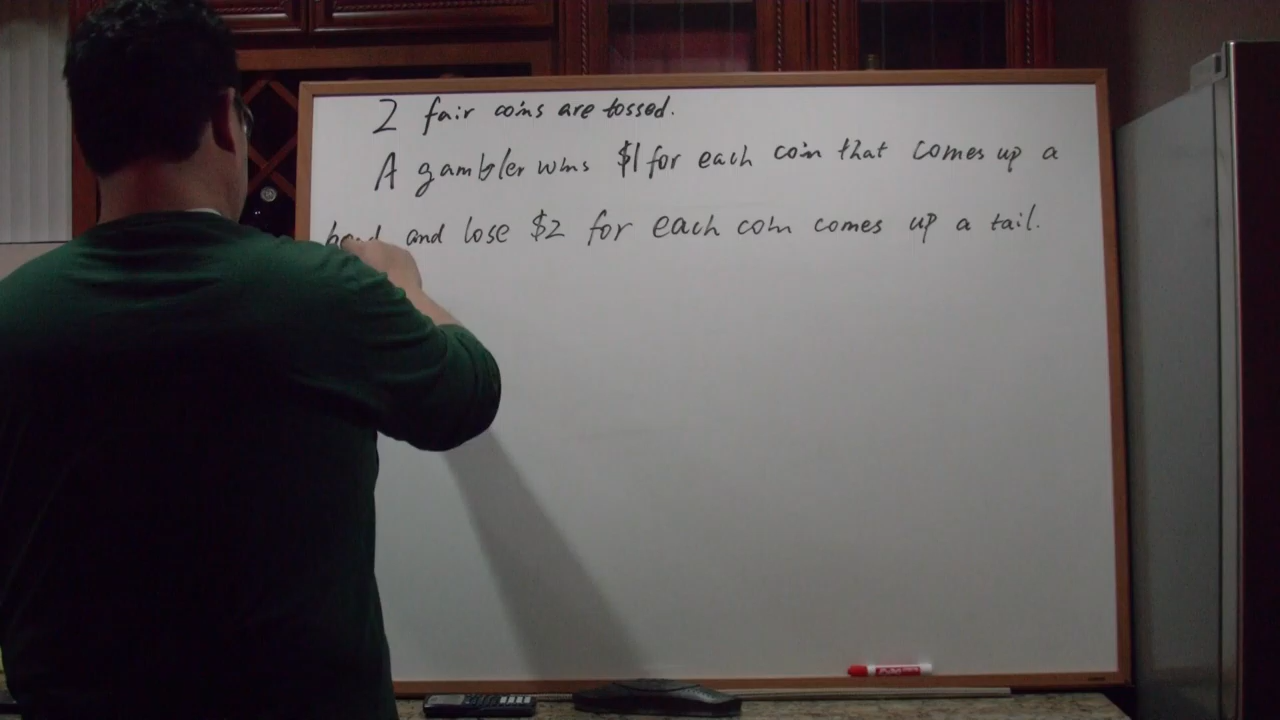 2 fair coins are tossed.
A gambler wins $1 for each coin that comes up a
head and lose $2 for each coin comes up a tail.